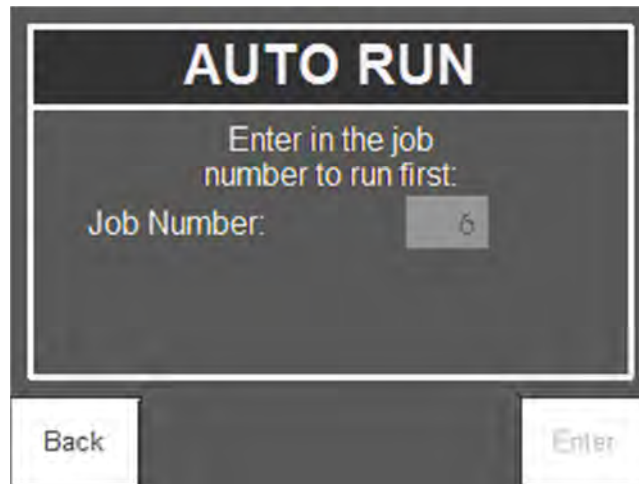 AUTO RUN
Enter in the job
number to run first:
Job Number: 6
Back Enter